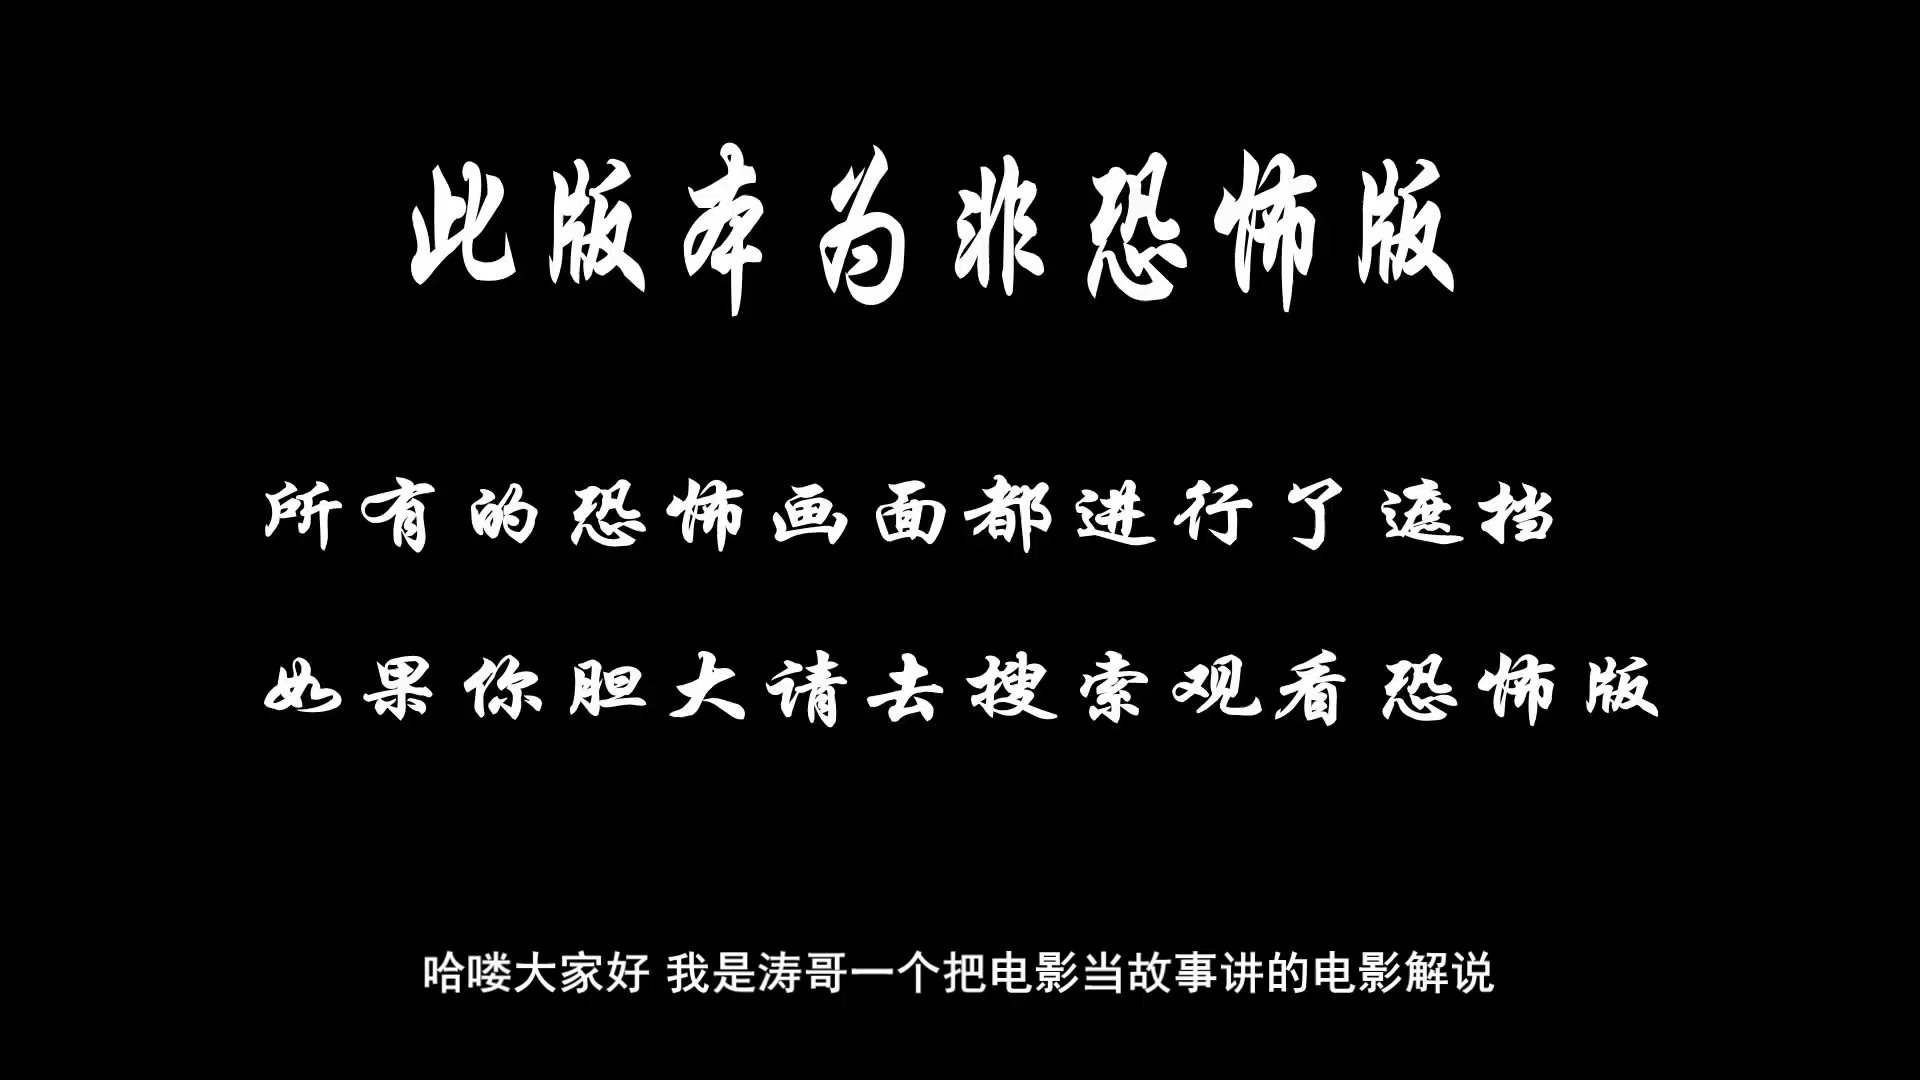 此版本为非恐怖版
所有的恐怖画面都进行了遮挡
如果你胆大请去搜索观看恐怖版
哈喽大家好 我是涛哥一个把电影当故事讲的电影解说